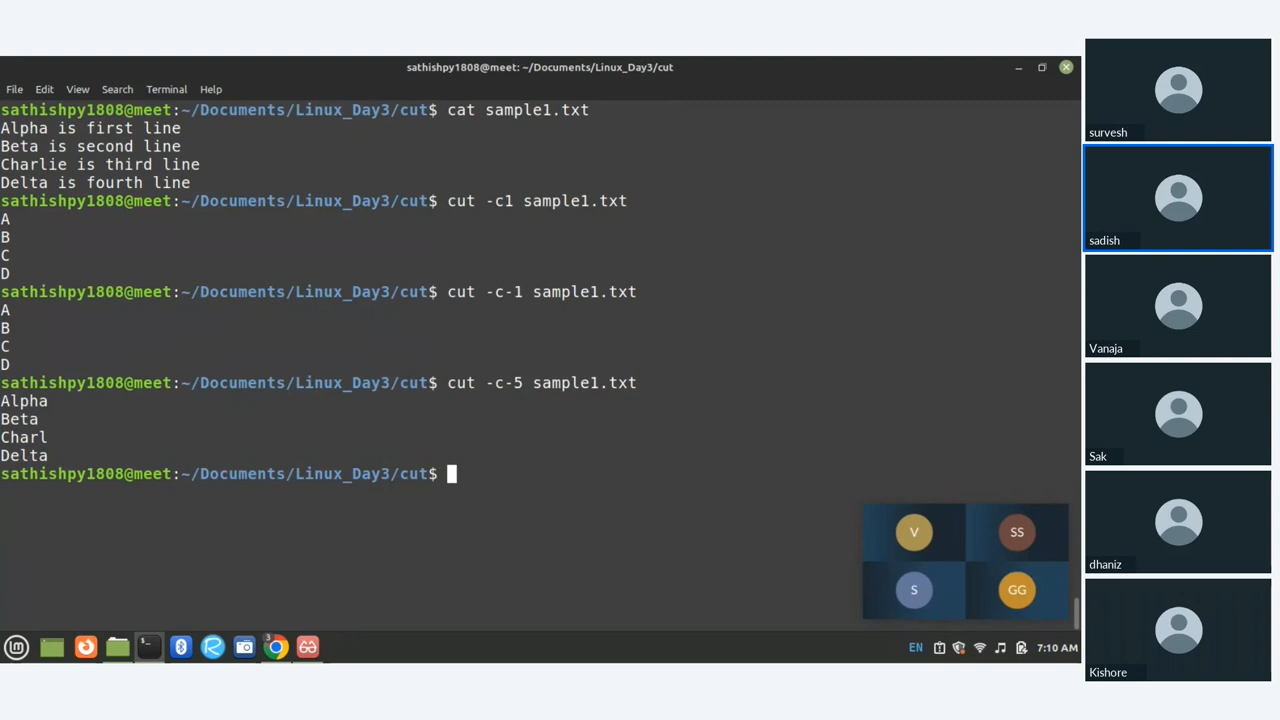 sathishpy1808@meet: ~/Documents/Linux_Day3/cut
File Edit View Search Terminal Help
sathishpy1808@meet:~/Documents/Linux_Day3/cut$ cat sample1.txt
Alpha is first line
Beta is second line
Charlie is third line
Delta is fourth line
sathishpy1808@meet:~/Documents/Linux_Day3/cut$ cut -c1 sample1.txt
A
B
C
D
sathishpy1808@meet:~/Documents/Linux_Day3/cut$ cut -c-1 sample1.txt
A
B
C
D
sathishpy1808@meet:~/Documents/Linux_Day3/cut$ cut -c-5 sample1.txt
Alpha
Beta
Charl
Delta
sathishpy1808@meet:~/Documents/Linux_Day3/cut$
V SS
S GG
3
EN 7:10 AM
survesh
sadish
Vanaja
Sak
dhaniz
Kishore